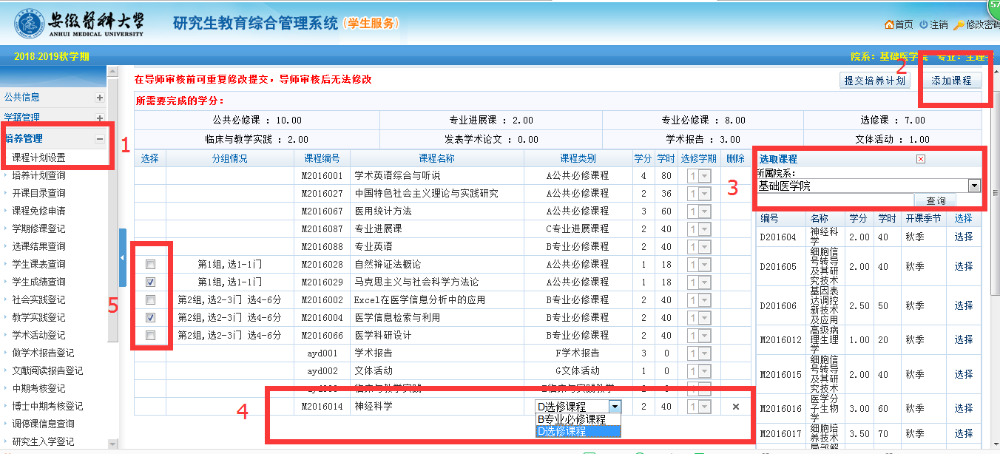 57
安徽医科大学
ANHUI MEDICAL UNIVERSITY
研究生教育综合管理系统(学生服务)
首页 注销 修改密码
2018-2019秋学期
院系：基础医学院 专业：生理学
公共信息
学籍管理
培养管理
课程计划设置
培养计划查询
开课目录查询
课程免修申请
学期修课登记
选课结果查询
学生课表查询
学生成绩查询
社会实践登记
教学实践登记
学术活动登记
做学术报告登记
文献阅读报告登记
中期考核登记
博士中期考核登记
调停课信息查询
研究生入学登记
1
2
3
4
5
在导师审核前可重复修改提交，导师审核后无法修改
提交培养计划 添加课程
所需要完成的学分：
公共必修课 : 10.00 专业进展课 : 2.00 专业必修课 : 8.00 选修课 : 7.00
临床与教学实践 : 2.00 发表学术论文 : 0.00 学术报告 : 3.00 文体活动 : 1.00
选择 分组情况 课程编号 课程名称 课程类别 学分 学时 选修学期 删除
M2016001 学术英语综合与听说 A公共必修课程 4 80 1
M2016027 中国特色社会主义理论与实践研究 A公共必修课程 2 36 1
M2016067 医用统计方法 A公共必修课程 3 60 1
M2016087 专业进展课 C专业进展课程 2 40 1
M2016088 专业英语 B专业必修课程 2 40 1
第1组,选1-1门 M2016028 自然辩证法概论 A公共必修课程 1 18 1
第1组,选1-1门 M2016029 马克思主义与社会科学方法论 A公共必修课程 1 18 1
第2组,选2-3门 选4-6分 M2016002 Excel在医学信息分析中的应用 B专业必修课程 2 40 1
第2组,选2-3门 选4-6分 M2016004 医学信息检索与利用 B专业必修课程 2 40 1
第2组,选2-3门 选4-6分 M2016066 医学科研设计 B专业必修课程 2 40 1
ayd001 学术报告 F学术报告 3 0 1
ayd002 文体活动 G文体活动 1 0 1
临床与教学实践
M2016014 神经科学 D选修课程 2 40 1
B专业必修课程
D选修课程
选取课程
所属院系：
基础医学院
查询
编号 名称 学分 学时 开课季节 选择
D201604 神经科学 2.00 40 秋季 选择
D201605 细胞信号转导及其研究技术 2.00 40 秋季 选择
D201606 基因表达调控新技术及应用 2.50 50 秋季 选择
M2016012 高级病理生理学 1.00 20 秋季 选择
M2016015 细胞信号转导及其研究技术 2.00 40 秋季 选择
M2016016 医学分子生物学 3.00 60 秋季 选择
M2016017 细胞培养技术 3.50 70 秋季 选择
局部解